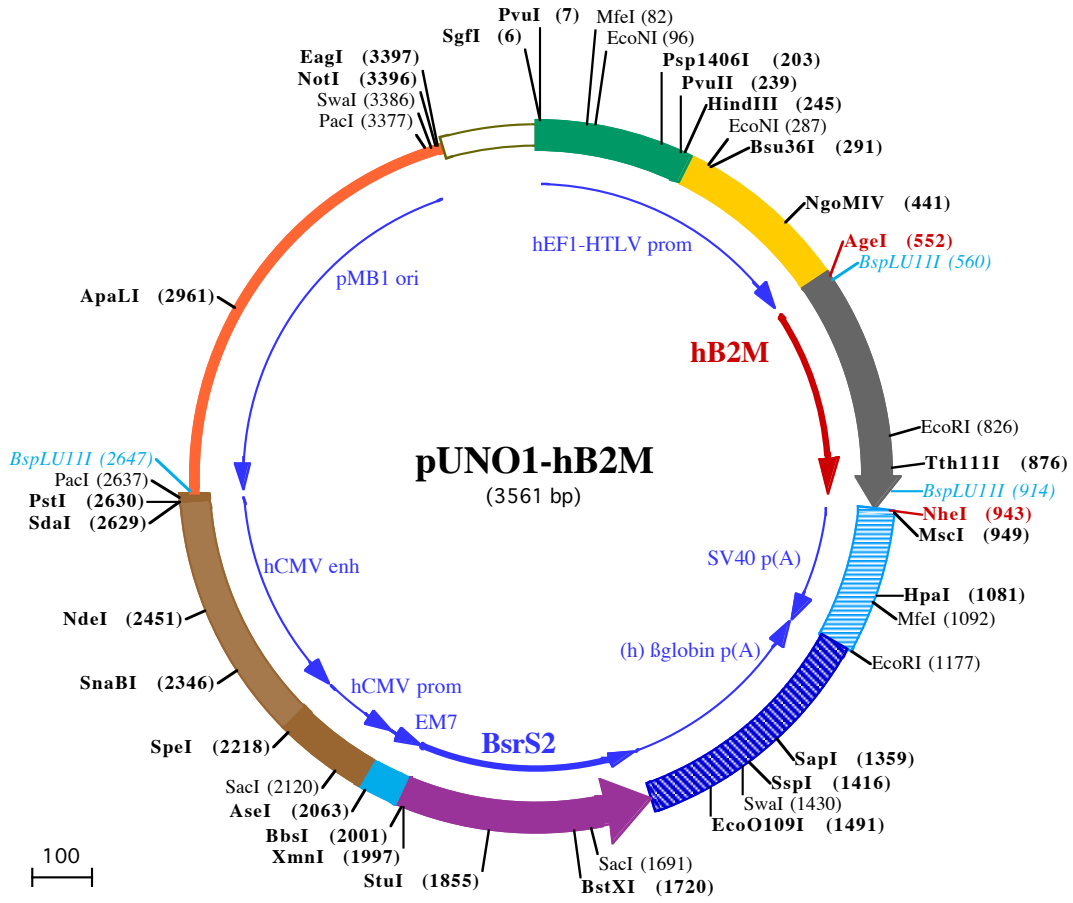 PvuI (7)
SgfI (6)
MfeI (82)
EcoNI (96)
Psp1406I (203)
PvuII (239)
HindIII (245)
EcoNI (287)
Bsu36I (291)
NgoMIV (441)
AgeI (552)
BspLU11I (560)
EcoRI (826)
Tth111I (876)
BspLU11I (914)
NheI (943)
MscI (949)
HpaI (1081)
MfeI (1092)
EcoRI (1177)
SapI (1359)
SspI (1416)
SwaI (1430)
EcoO109I (1491)
SacI (1691)
BstXI (1720)
StuI (1855)
XmnI (1997)
BbsI (2001)
AseI (2063)
SacI (2120)
SpeI (2218)
SnaBI (2346)
NdeI (2451)
SdaI (2629)
PstI (2630)
PacI (2637)
BspLU11I (2647)
ApaLI (2961)
PacI (3377)
SwaI (3386)
NotI (3396)
EagI (3397)
hEF1-HTLV prom
pMB1 ori
hB2M
pUNO1-hB2M
(3561 bp)
SV40 p(A)
hCMV enh
(h) ßglobin p(A)
hCMV prom
EM7
BsrS2
100